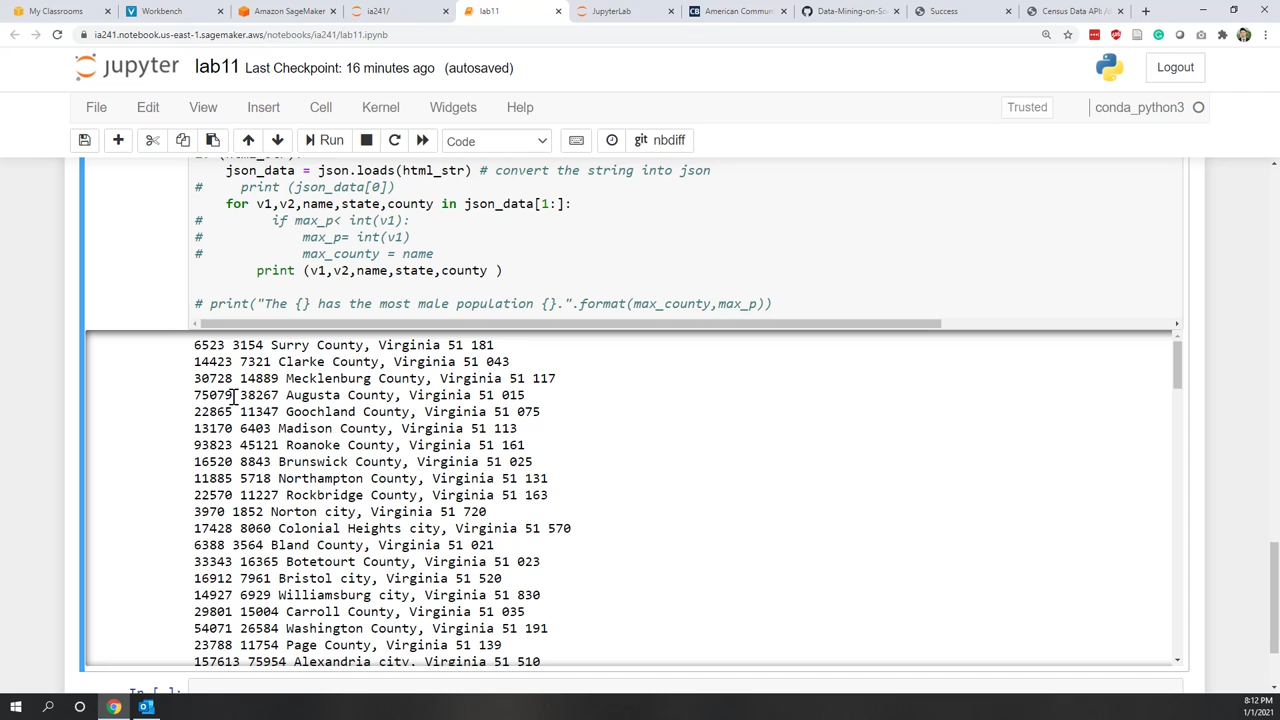 My Classrooms
Workbench
Amazon SageMaker
ia241/
lab11
JupyterLab
American Commun
Data-Mining-on-So
Success
Census Data API: /d
ia241.notebook.us-east-1.sagemaker.aws/notebooks/ia241/lab11.ipynb
jupyter lab11 Last Checkpoint: 16 minutes ago (autosaved)
Logout
File Edit View Insert Cell Kernel Widgets Help
Trusted
conda_python3
Run
Code
nbdiff
json_data = json.loads(html_str) # convert the string into json
# print (json_data[0])
for v1,v2,name,state,county in json_data[1:]:
# if max_p< int(v1):
# max_p= int(v1)
# max_county = name
print (v1,v2,name,state,county )
# print("The {} has the most male population {}.".format(max_county,max_p))
6523 3154 Surry County, Virginia 51 181
14423 7321 Clarke County, Virginia 51 043
30728 14889 Mecklenburg County, Virginia 51 117
75079 38267 Augusta County, Virginia 51 015
22865 11347 Goochland County, Virginia 51 075
13170 6403 Madison County, Virginia 51 113
93823 45121 Roanoke County, Virginia 51 161
16520 8843 Brunswick County, Virginia 51 025
11885 5718 Northampton County, Virginia 51 131
22570 11227 Rockbridge County, Virginia 51 163
3970 1852 Norton city, Virginia 51 720
17428 8060 Colonial Heights city, Virginia 51 570
6388 3564 Bland County, Virginia 51 021
33343 16365 Botetourt County, Virginia 51 023
16912 7961 Bristol city, Virginia 51 520
14927 6929 Williamsburg city, Virginia 51 830
29801 15004 Carroll County, Virginia 51 035
54071 26584 Washington County, Virginia 51 191
23788 11754 Page County, Virginia 51 139
157613 75954 Alexandria city, Virginia 51 510
In [ ]:
8:12 PM
1/1/2021